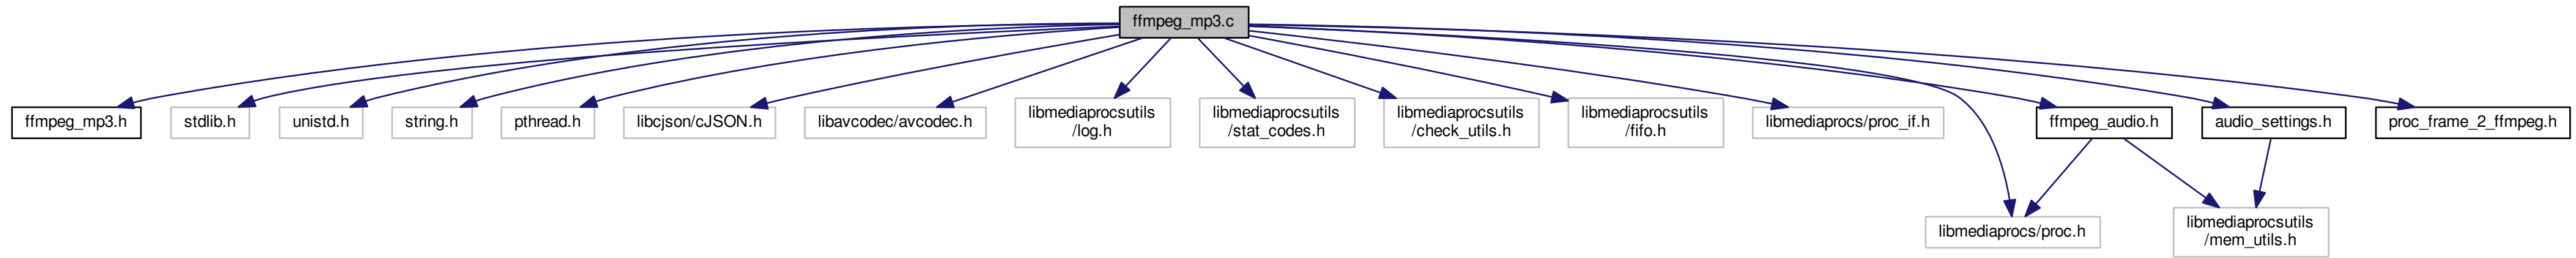 ffmpeg_mp3.c
ffmpeg_mp3.h
stdlib.h
unistd.h
string.h
pthread.h
libcjson/cJSON.h
libavcodec/avcodec.h
libmediaprocsutils
/log.h
libmediaprocsutils
/stat_codes.h
libmediaprocsutils
/check_utils.h
libmediaprocsutils
/fifo.h
libmediaprocs/proc_if.h
ffmpeg_audio.h
audio_settings.h
proc_frame_2_ffmpeg.h
libmediaprocs/proc.h
libmediaprocsutils
/mem_utils.h